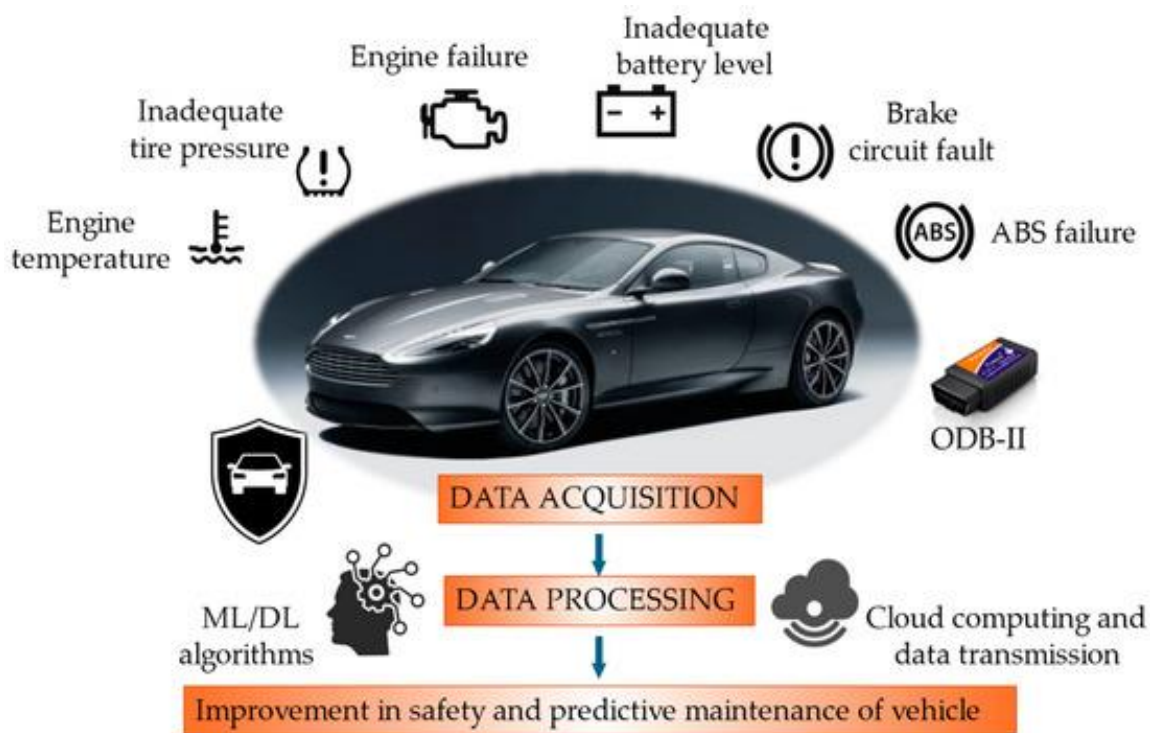 Inadequate
battery level
Engine failure
Inadequate
tire pressure
Brake
circuit fault
Engine
temperature
ABS
ABS failure
ODB-II
DATA ACQUISITION
DATA PROCESSING
ML/DL
algorithms
Cloud computing and
data transmission
Improvement in safety and predictive maintenance of vehicle